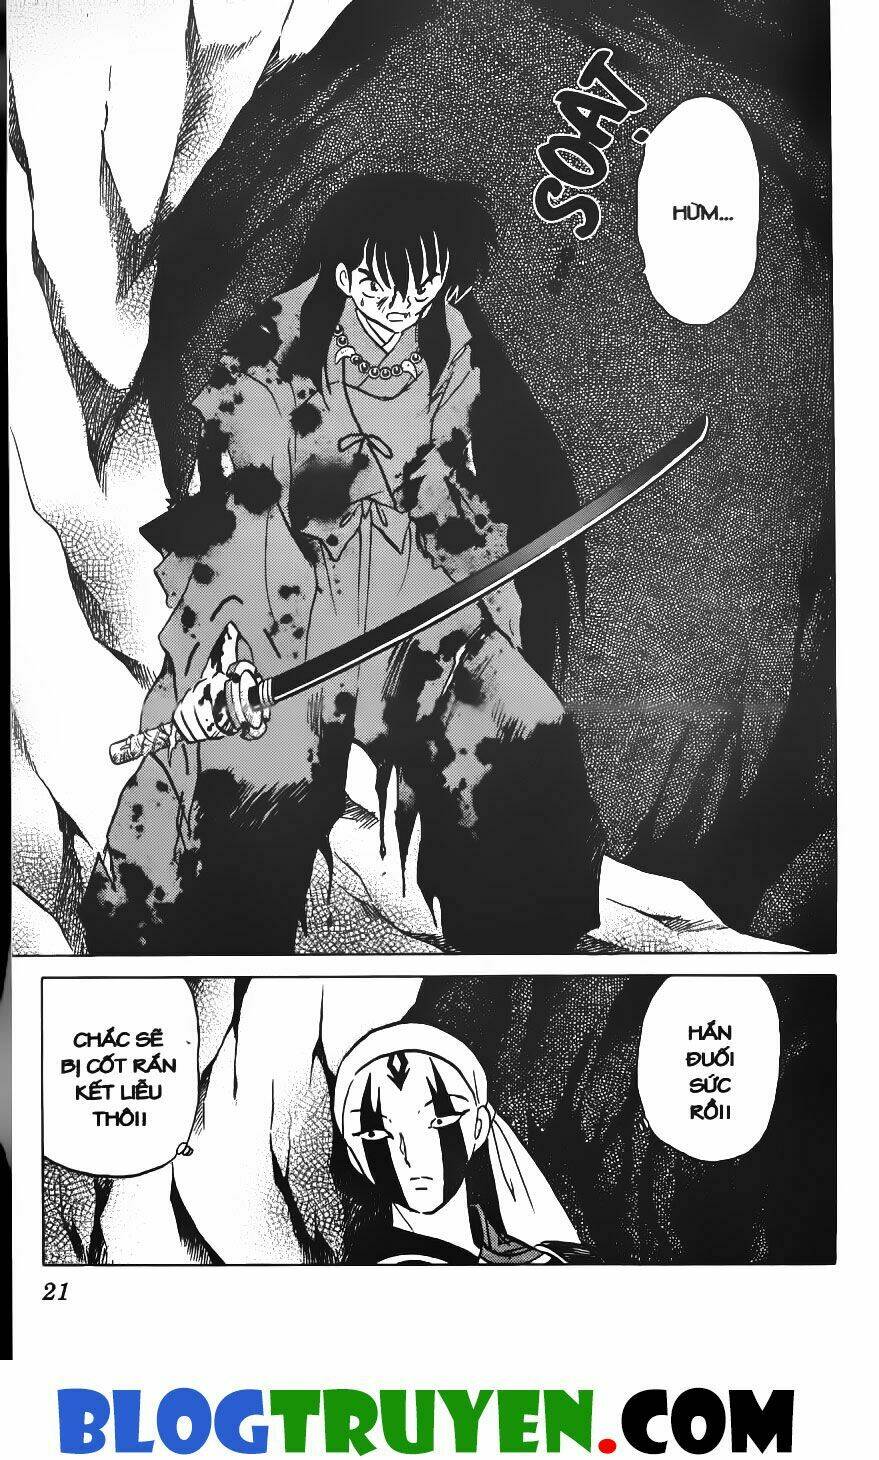 SOẠT
HỪM...
HẮN
ĐUỐI
SỨC
RỒI!
CHẮC SẼ
BỊ CỐT RẮN
KẾT LIỄU
THÔI!
21
BLOGTRUYEN.COM